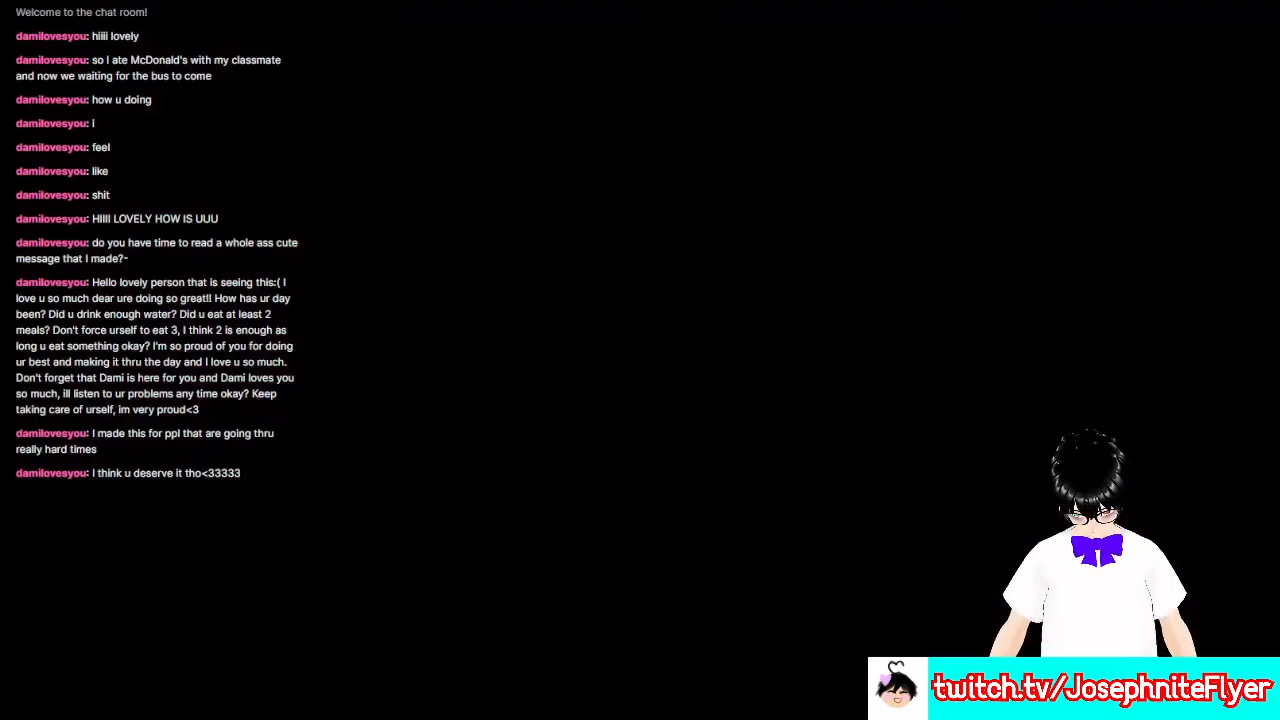 Welcome to the chat room!
damilovesyou: hiiii lovely
damilovesyou: so I ate McDonald's with my classmate
and now we waiting for the bus to come
damilovesyou: how u doing
damilovesyou: i
damilovesyou: feel
damilovesyou: like
damilovesyou: shit
damilovesyou: HIIII LOVELY HOW IS UUU
damilovesyou: do you have time to read a whole ass cute
message that I made?-
damilovesyou: Hello lovely person that is seeing this:( I
love u so much dear ure doing so great!! How has ur day
been? Did u drink enough water? Did u eat at least 2
meals? Don't force urself to eat 3, I think 2 is enough as
long u eat something okay? I'm so proud of you for doing
ur best and making it thru the day and I love u so much.
Don't forget that Dami is here for you and Dami loves you
so much, ill listen to ur problems any time okay? Keep
taking care of urself, im very proud<3
damilovesyou: I made this for ppl that are going thru
really hard times
damilovesyou: I think u deserve it tho<33333
twitch.tv/JosephniteFlyer